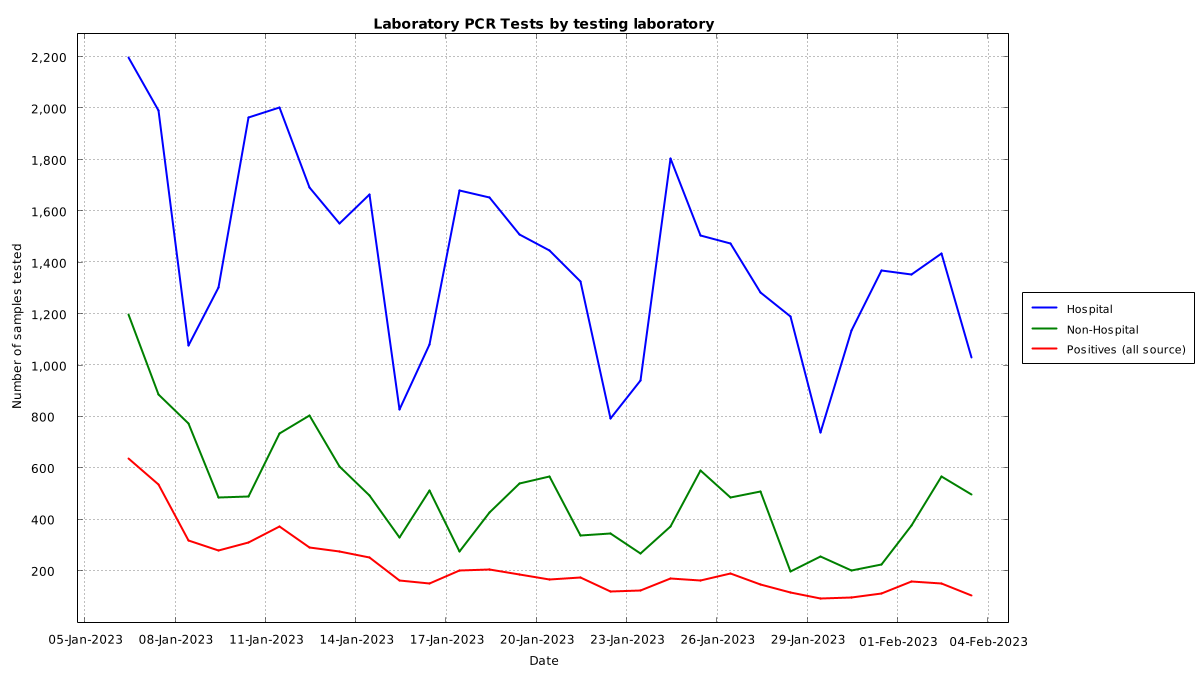 Laboratory PCR Tests by testing laboratory
Number of samples tested
2,200
2,000
1,800
1,600
1,400
1,200
1,000
800
600
400
200
05-Jan-2023 08-Jan-2023 11-Jan-2023 14-Jan-2023 17-Jan-2023 20-Jan-2023 23-Jan-2023 26-Jan-2023 29-Jan-2023 01-Feb-2023 04-Feb-2023
Date
Hospital
Non-Hospital
Positives (all source)